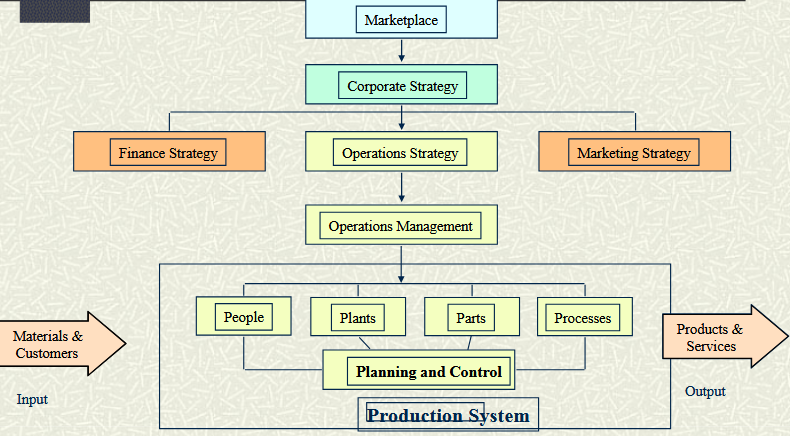 Marketplace
Corporate Strategy
Finance Strategy
Operations Strategy
Marketing Strategy
Operations Management
People
Plants
Parts
Processes
Materials &
Customers
Products &
Services
Planning and Control
Input
Output
Production System